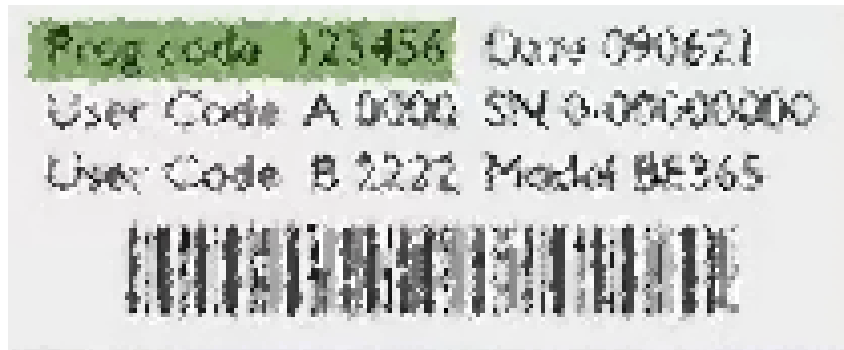 Prog code 123456 Date 090621
User Code A 0000 SN 0-00000000
User Code B 2222 Model BE365